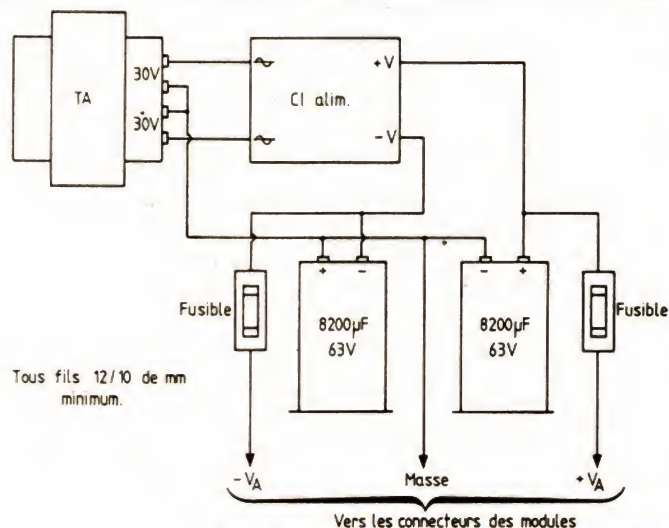 TA
30V
30V
CI alim.
+V
−V
+ −
− +
Fusible
8200µF
63V
8200µF
63V
Fusible
Tous fils 12/10 de mm
minimum.
−VA
Masse
+VA
Vers les connecteurs des modules